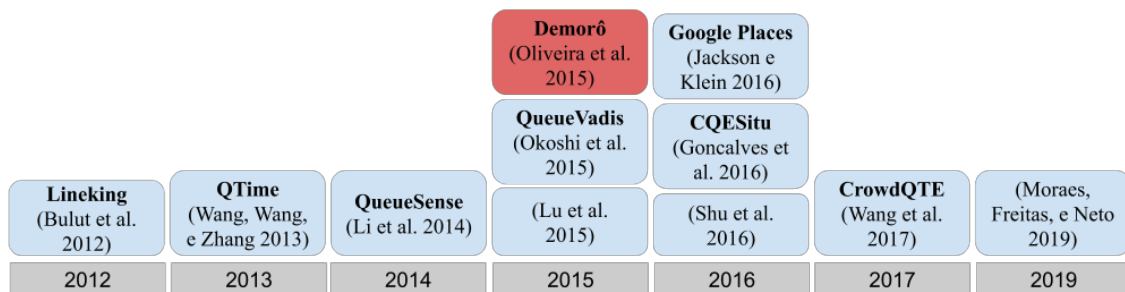 Demorô
(Oliveira et al.
2015)
Google Places
(Jackson e
Klein 2016)
QueueVadis
(Okoshi et al.
2015)
CQESitu
(Goncalves et
al. 2016)
Lineking
(Bulut et al.
2012)
QTime
(Wang, Wang,
e Zhang 2013)
QueueSense
(Li et al. 2014)
(Lu et al.
2015)
(Shu et al.
2016)
CrowdQTE
(Wang et al.
2017)
(Moraes,
Freitas, e Neto
2019)
2012
2013
2014
2015
2016
2017
2019